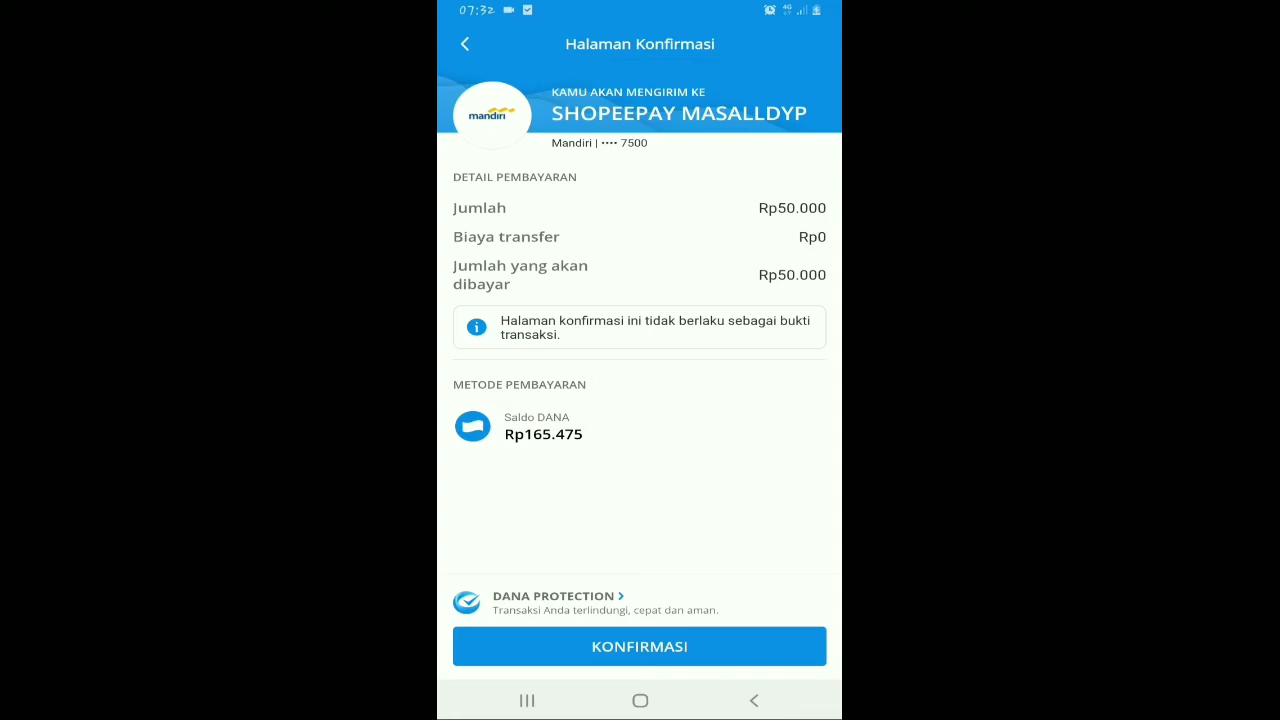 07:32
4G
Halaman Konfirmasi
mandiri
KAMU AKAN MENGIRIM KE
SHOPEEPAY MASALLDYP
Mandiri | •••• 7500
DETAIL PEMBAYARAN
Jumlah Rp50.000
Biaya transfer Rp0
Jumlah yang akan
dibayar Rp50.000
Halaman konfirmasi ini tidak berlaku sebagai bukti
transaksi.
METODE PEMBAYARAN
Saldo DANA
Rp165.475
DANA PROTECTION
Transaksi Anda terlindungi, cepat dan aman.
KONFIRMASI